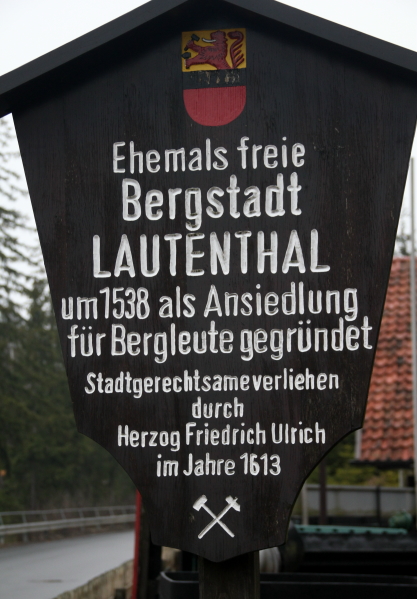 Ehemals freie
Bergstadt
LAUTENTHAL
um 1538 als Ansiedlung
für Bergleute gegründet
Stadtgerechtsame verliehen
durch
Herzog Friedrich Ulrich
im Jahre 1613